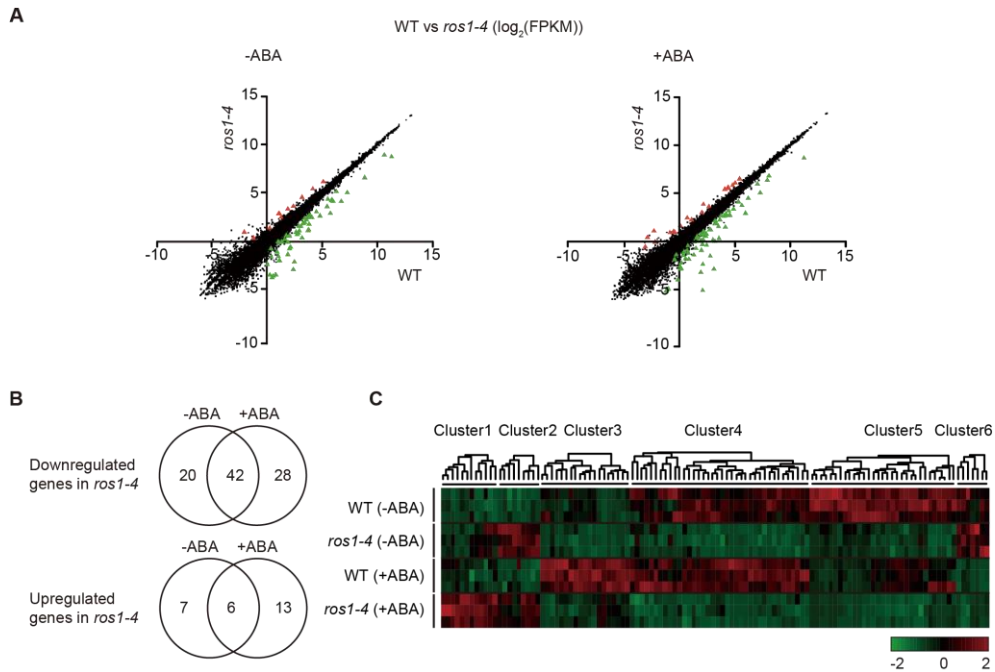 A
WT vs ros1-4 (log₂(FPKM))
-ABA
+ABA
15
10
5
-10
-5
5
10
15
-5
-10
ros1-4
WT
15
10
5
-10
-5
5
10
15
-5
-10
ros1-4
WT
B
-ABA
+ABA
Downregulated
genes in ros1-4
20
42
28
-ABA
+ABA
Upregulated
genes in ros1-4
7
6
13
C
Cluster1
Cluster2
Cluster3
Cluster4
Cluster5
Cluster6
WT (-ABA)
ros1-4 (-ABA)
WT (+ABA)
ros1-4 (+ABA)
-2
0
2